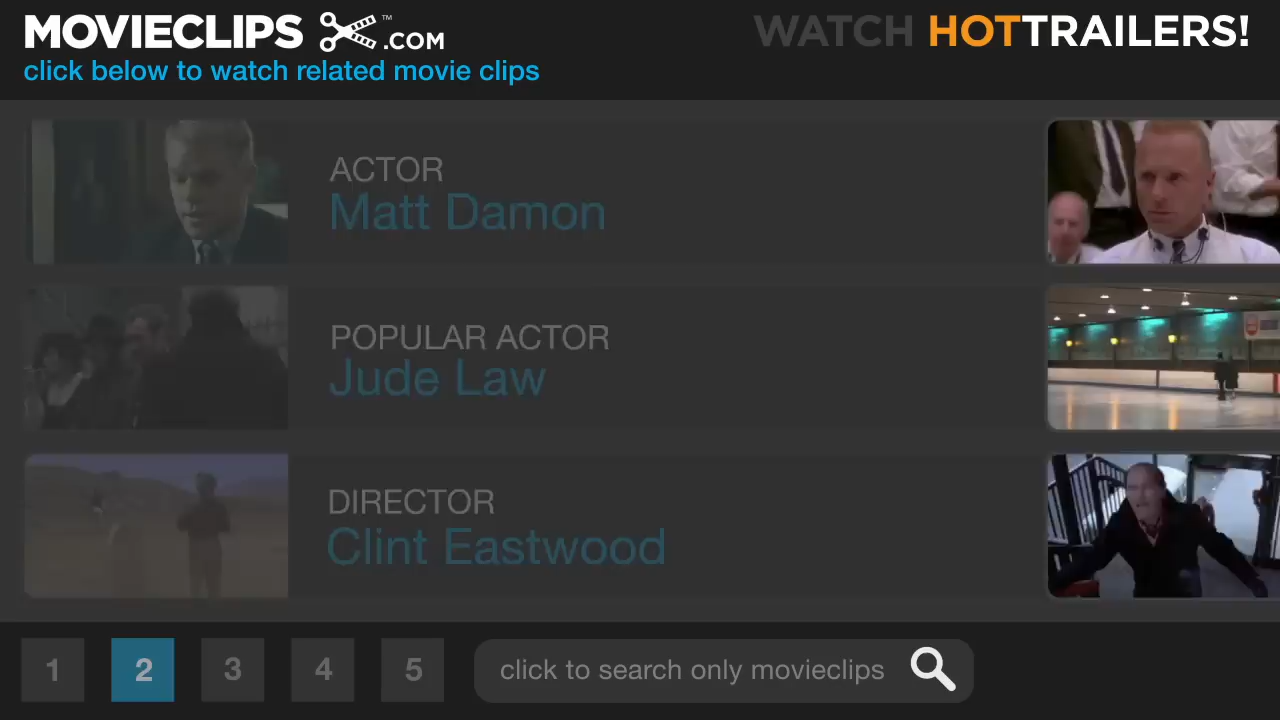 MOVIECLIPS ™ .COM
click below to watch related movie clips
WATCH HOTTRAILERS!
ACTOR
Matt Damon
POPULAR ACTOR
Jude Law
DIRECTOR
Clint Eastwood
1 2 3 4 5
click to search only movieclips